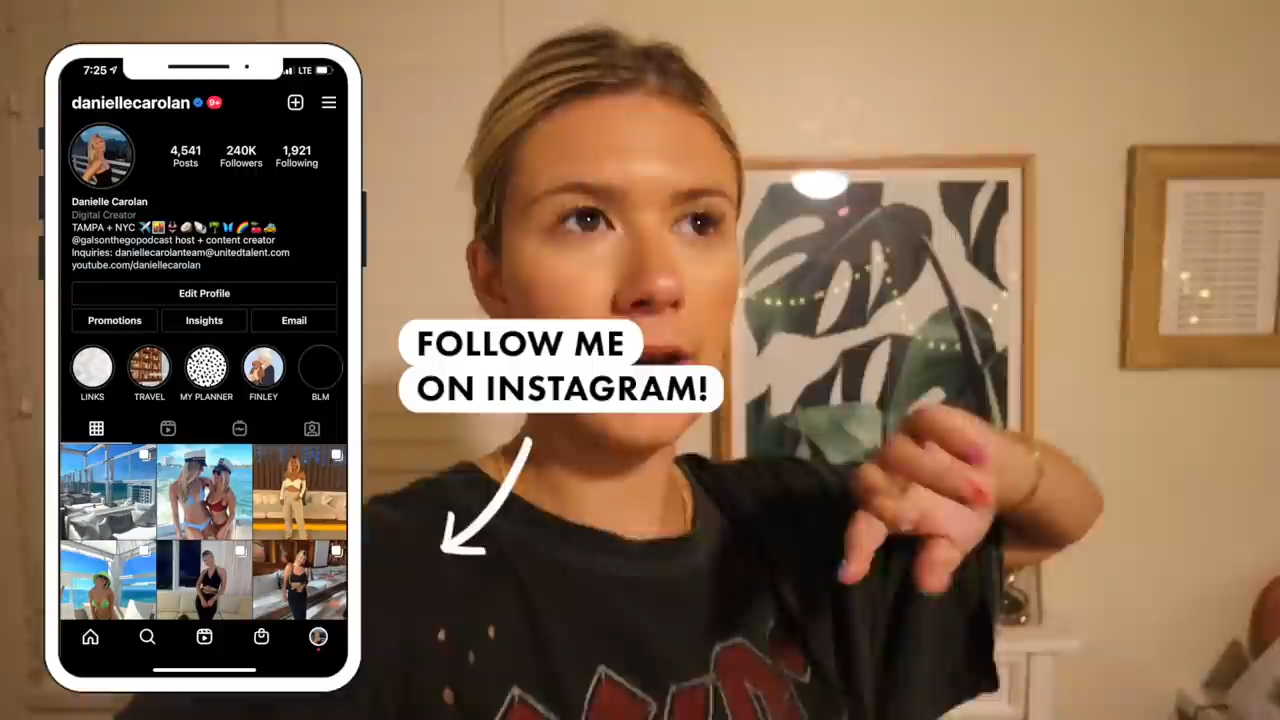 7:25
LTE
daniellecarolan 9+
4,541 240K 1,921
Posts Followers Following
Danielle Carolan
Digital Creator
TAMPA + NYC ✈️🌇👙🥥🐚🌴🦋🌈🍒🚕
@galsonthegopodcast host + content creator
Inquiries: daniellecarolanteam@unitedtalent.com
youtube.com/daniellecarolan
Edit Profile
Promotions Insights Email
LINKS TRAVEL MY PLANNER FINLEY BLM
FOLLOW ME
ON INSTAGRAM!